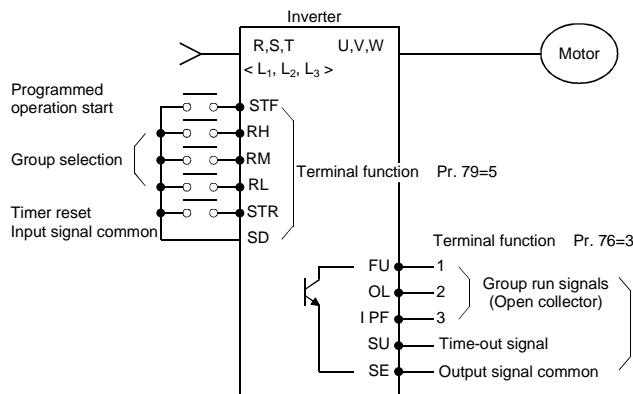 Inverter
R,S,T U,V,W
< L₁, L₂, L₃ >
Motor
Programmed
operation start
STF
RH
Group selection
RM
Terminal function Pr. 79=5
RL
Timer reset
STR
Input signal common
SD
Terminal function Pr. 76=3
FU 1
Group run signals
OL 2
(Open collector)
I PF 3
SU Time-out signal
SE Output signal common